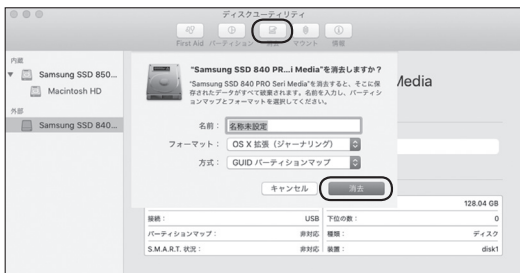 ディスクユーティリティ
First Aid パーティション 消去 マウント 情報
内蔵
Samsung SSD 850...
Macintosh HD
外部
Samsung SSD 840...
"Samsung SSD 840 PR...i Media"を消去しますか?
"Samsung SSD 840 PRO Seri Media"を消去すると、そこに保
存されたデータがすべて破棄されます。名前を入力し、パーティシ
ョンマップとフォーマットを選択してください。
Media
名前： 名称未設定
フォーマット： OS X 拡張（ジャーナリング）
方式： GUID パーティションマップ
キャンセル 消去
128.04 GB
接続： USB 下位の数： 0
パーティションマップ： 非対応 種類： ディスク
S.M.A.R.T. 状況： 非対応 装置： disk1